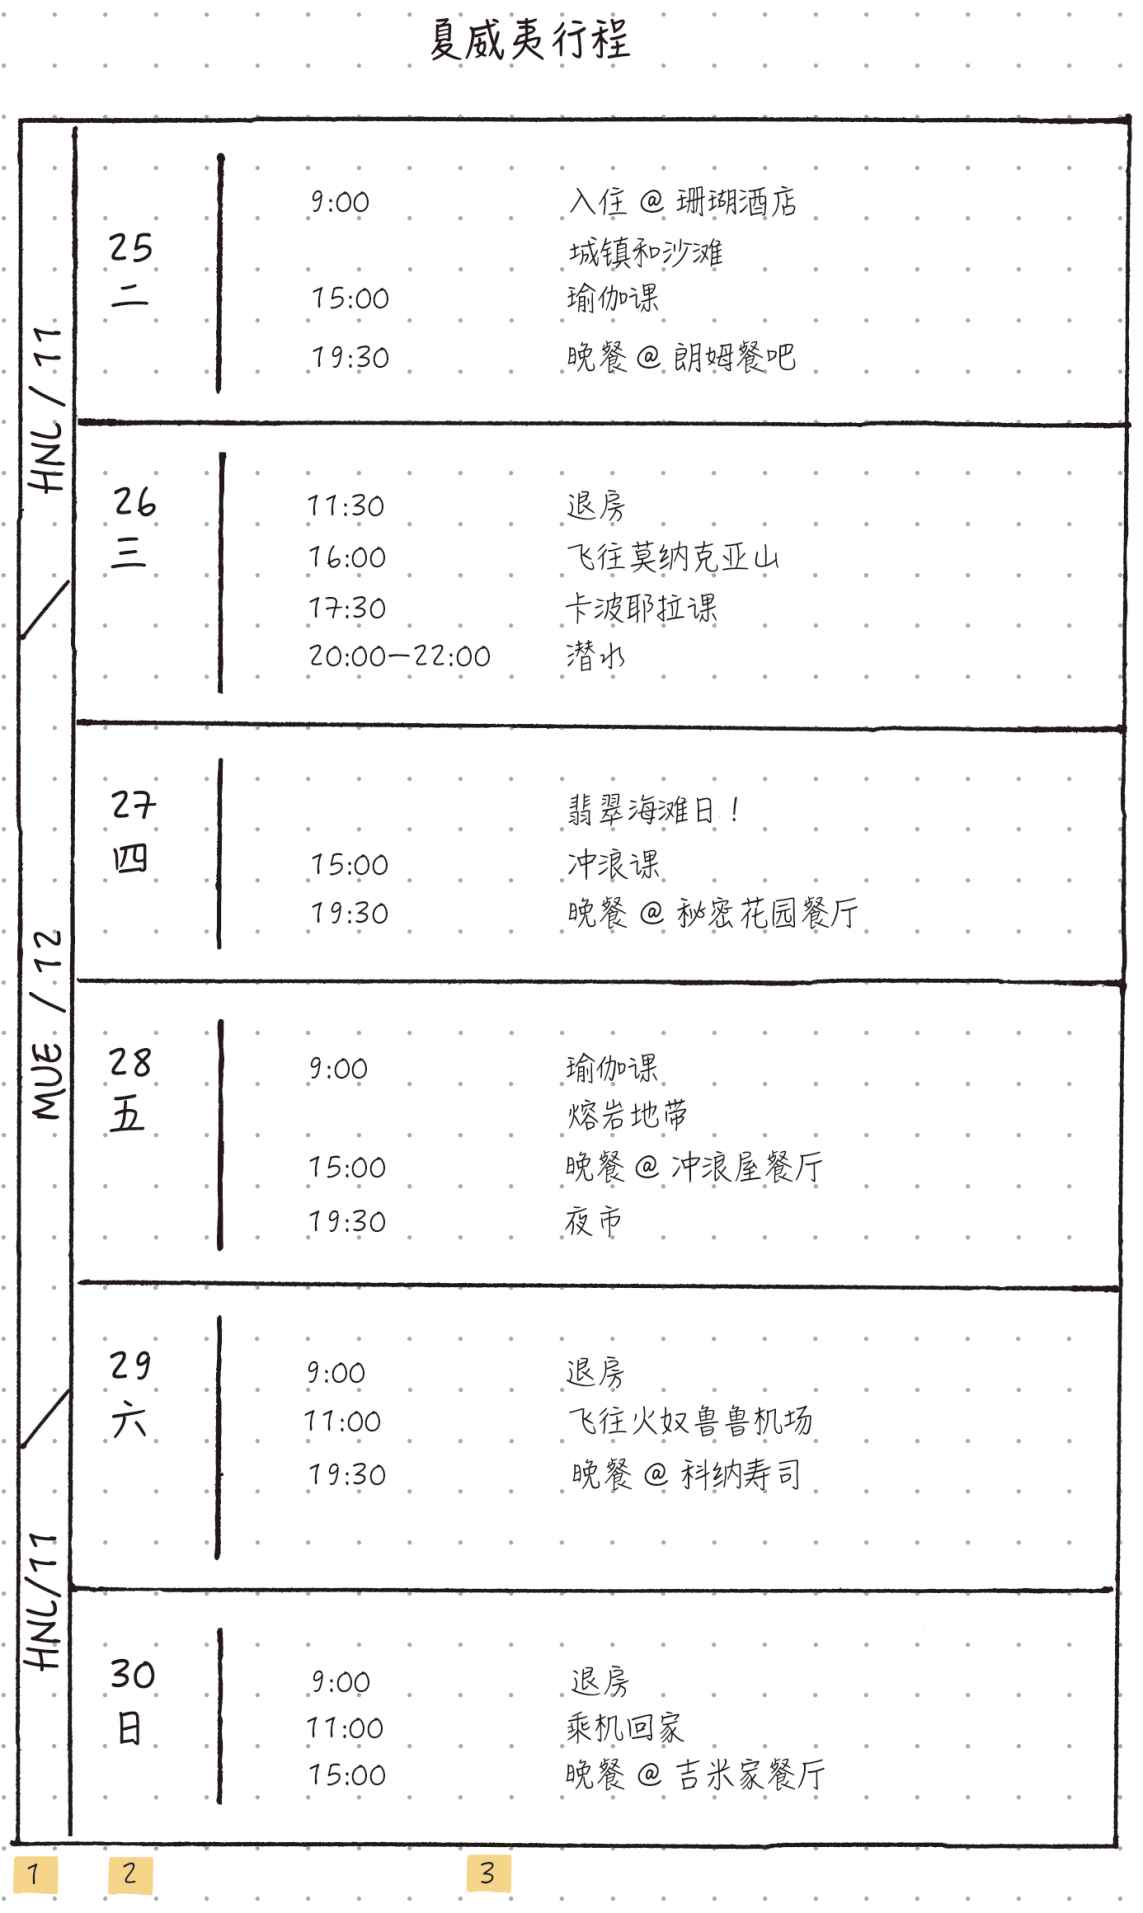 夏威夷行程
HNL / 11
25
二
9:00 入住 @ 珊瑚酒店
城镇和沙滩
15:00 瑜伽课
19:30 晚餐 @ 朗姆餐吧
26
三
11:30 退房
16:00 飞往莫纳克亚山
17:30 卡波耶拉课
20:00—22:00 潜水
MUE / 12
27
四
翡翠海滩日！
15:00 冲浪课
19:30 晚餐 @ 秘密花园餐厅
28
五
9:00 瑜伽课
熔岩地带
15:00 晚餐 @ 冲浪屋餐厅
19:30 夜市
29
六
9:00 退房
11:00 飞往火奴鲁鲁机场
19:30 晚餐 @ 科纳寿司
HNL/11
30
日
9:00 退房
11:00 乘机回家
15:00 晚餐 @ 吉米家餐厅
1 2 3